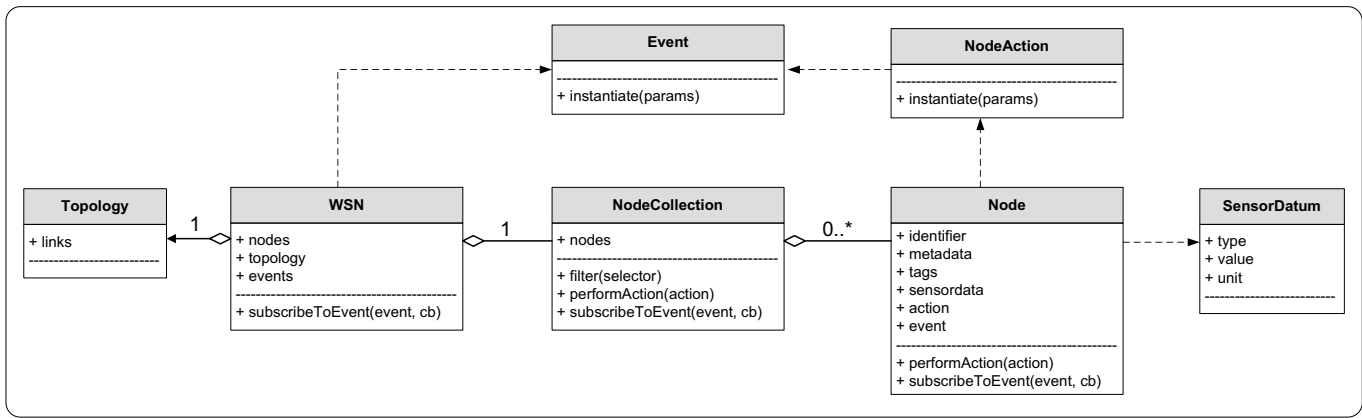 Event
+ instantiate(params)
NodeAction
+ instantiate(params)
Topology
+ links
1
WSN
+ nodes
+ topology
+ events
+ subscribeToEvent(event, cb)
1
NodeCollection
+ nodes
+ filter(selector)
+ performAction(action)
+ subscribeToEvent(event, cb)
0..*
Node
+ identifier
+ metadata
+ tags
+ sensordata
+ action
+ event
+ performAction(action)
+ subscribeToEvent(event, cb)
SensorDatum
+ type
+ value
+ unit